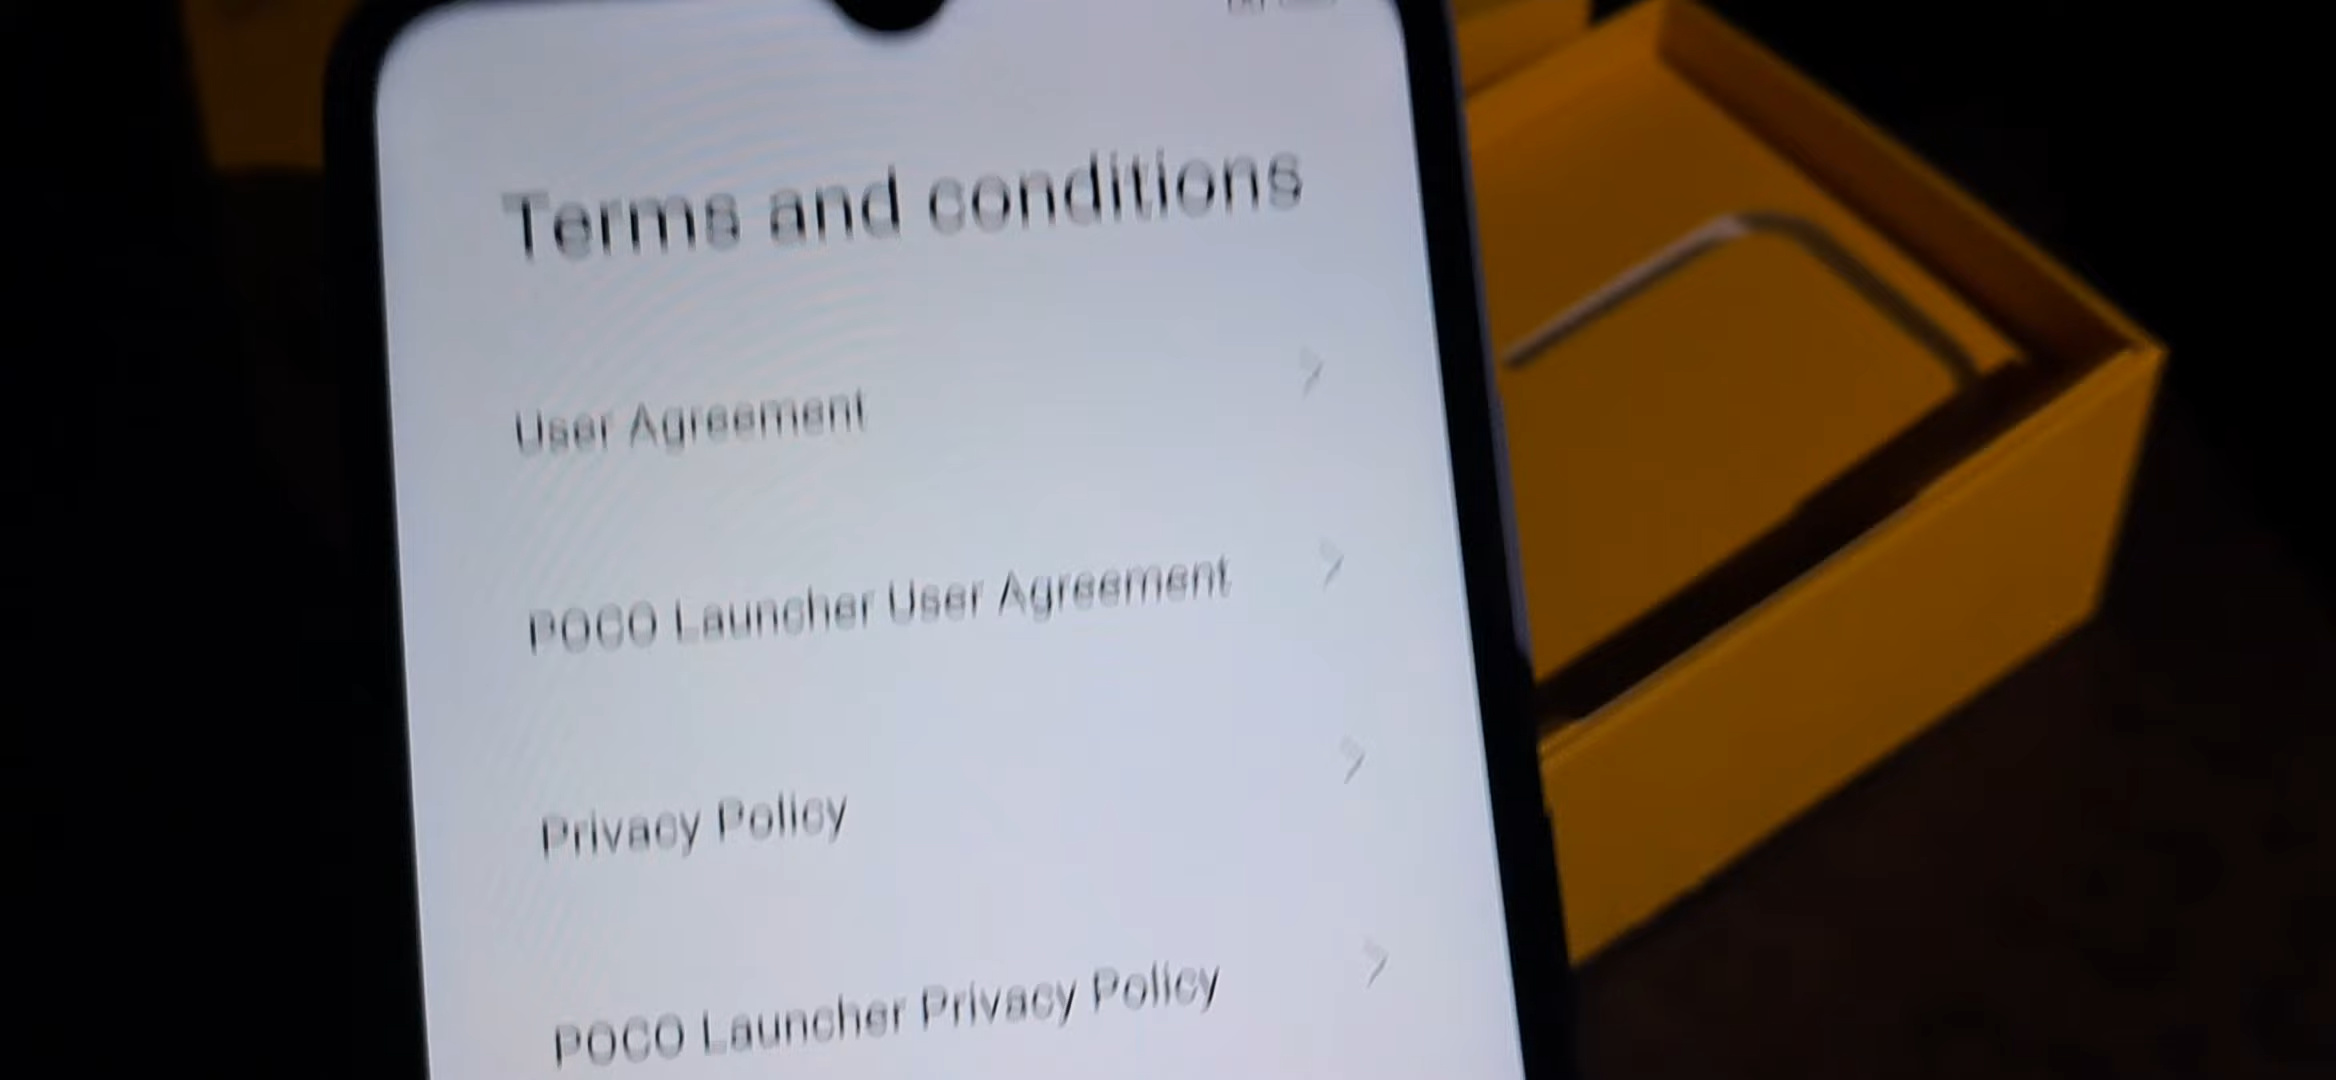 Terms and conditions
User Agreement
POCO Launcher User Agreement
Privacy Policy
POCO Launcher Privacy Policy